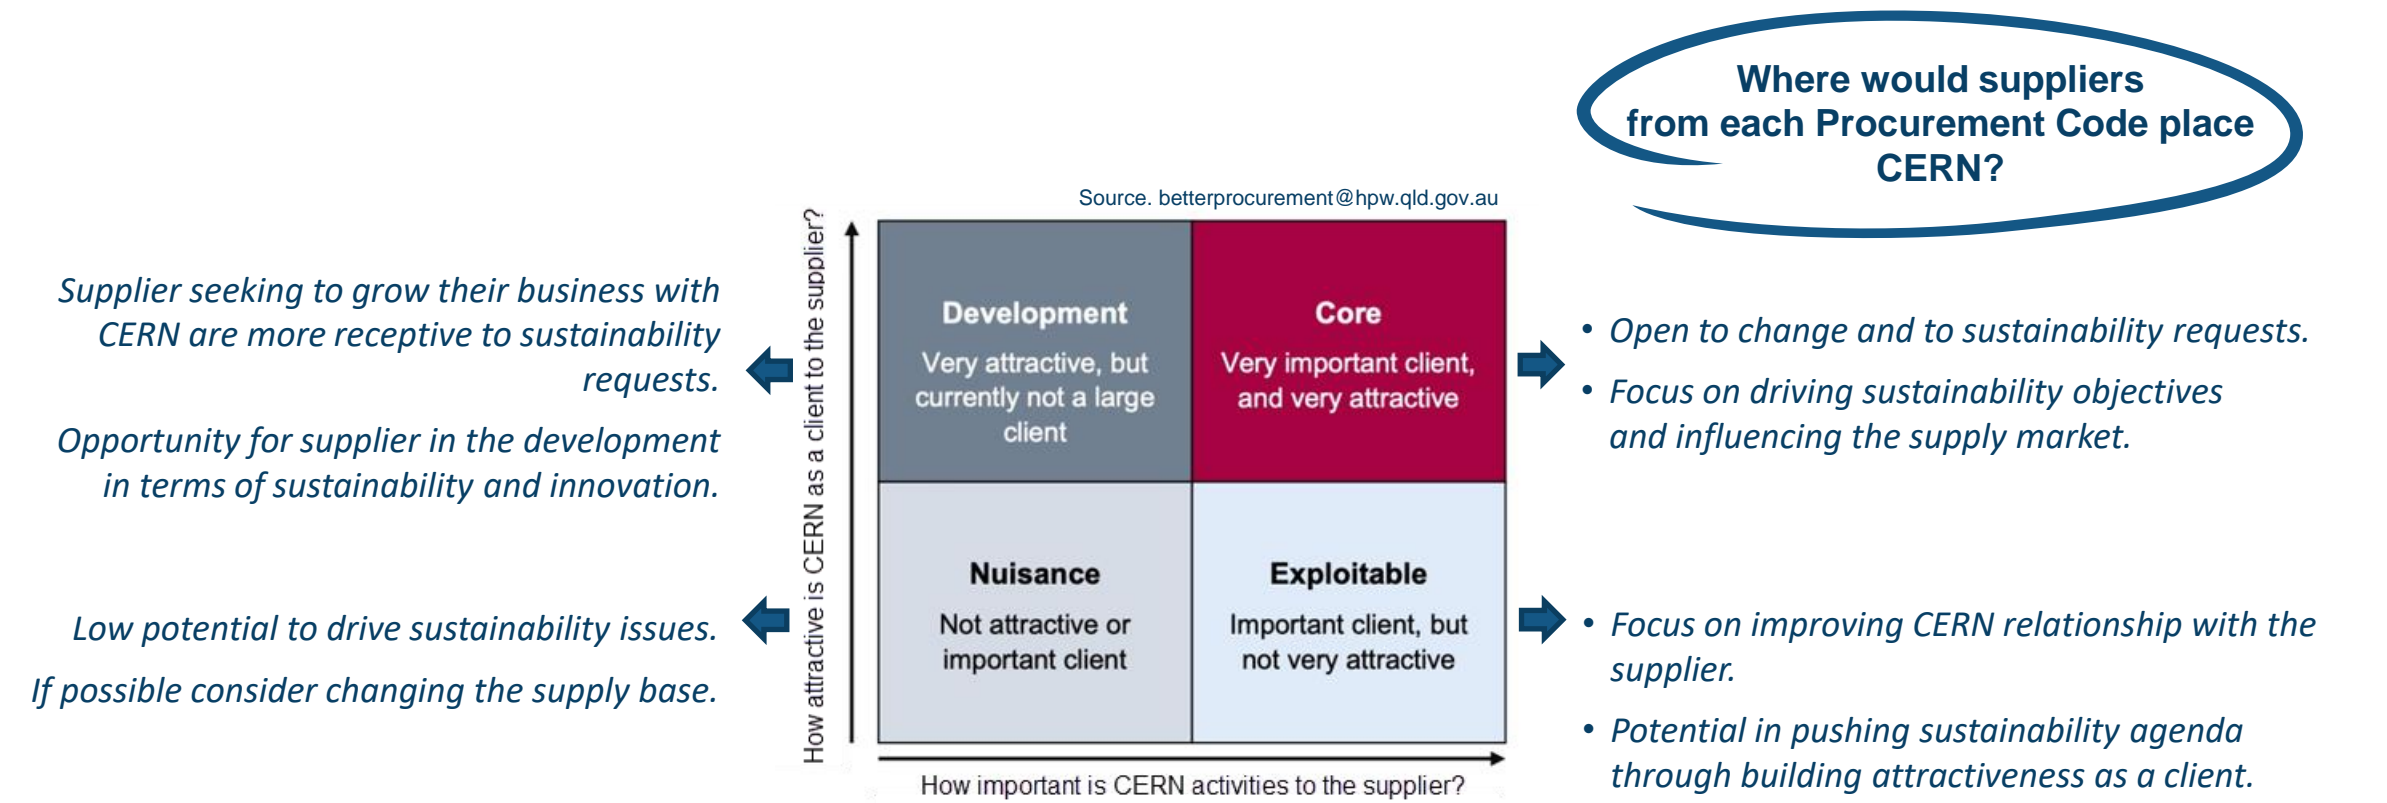 Where would suppliers
from each Procurement Code place
CERN?
Source. betterprocurement@hpw.qld.gov.au
Supplier seeking to grow their business with
CERN are more receptive to sustainability
requests.
Opportunity for supplier in the development
in terms of sustainability and innovation.
Low potential to drive sustainability issues.
If possible consider changing the supply base.
How attractive is CERN as a client to the supplier?
Development
Very attractive, but
currently not a large
client
Core
Very important client,
and very attractive
Nuisance
Not attractive or
important client
Exploitable
Important client, but
not very attractive
How important is CERN activities to the supplier?
• Open to change and to sustainability requests.
• Focus on driving sustainability objectives
and influencing the supply market.
• Focus on improving CERN relationship with the
supplier.
• Potential in pushing sustainability agenda
through building attractiveness as a client.